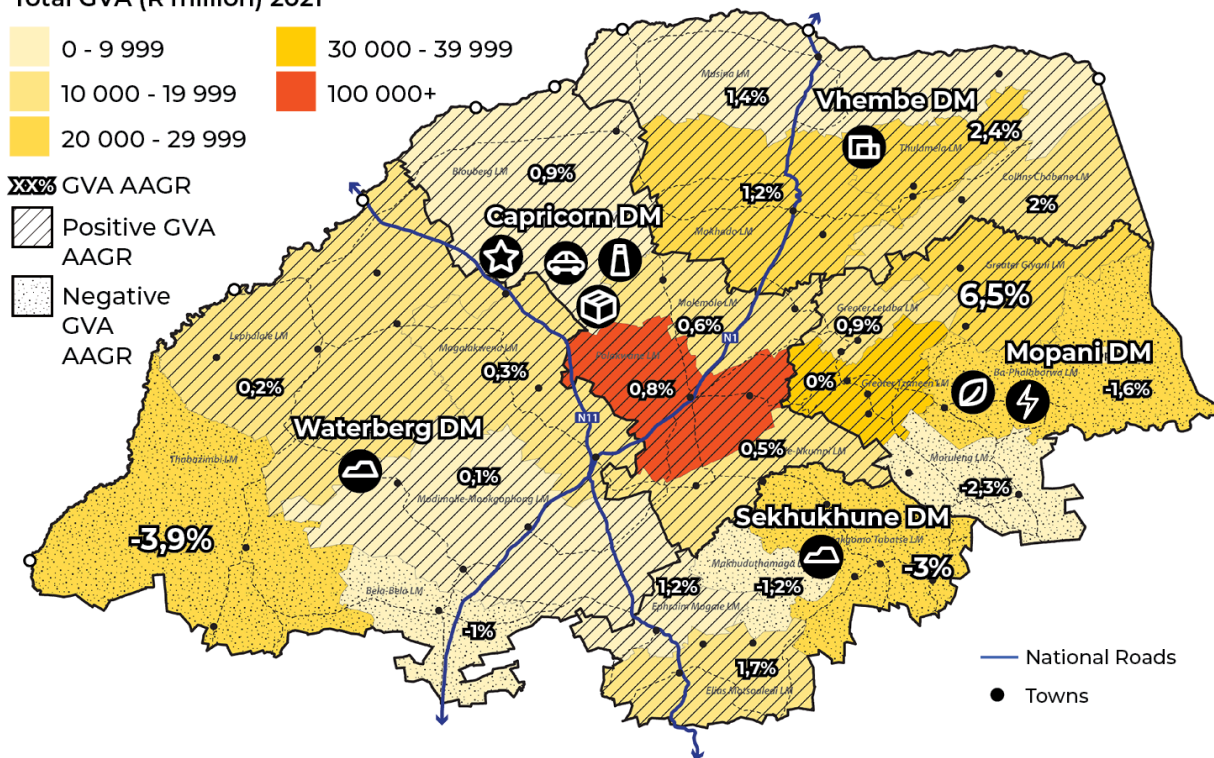 Total GVA (R million) 2021
0 - 9 999
10 000 - 19 999
20 000 - 29 999
30 000 - 39 999
100 000+
XX% GVA AAGR
Positive GVA
AAGR
Negative
GVA
AAGR
Musina LM
1,4%
Vhembe DM
2,4%
Thulamela LM
Collins Chabane LM
2%
1,2%
Makhado LM
Blouberg LM
0,9%
Capricorn DM
Molemole LM
0,6%
N1
Greater Giyani LM
6,5%
Greater Letaba LM
0,9%
Mopani DM
Ba-Phalaborwa LM
-1,6%
0%
Greater Tzaneen LM
Maruleng LM
-2,3%
Lephalale LM
0,2%
Mogalakwena LM
0,3%
Polokwane LM
0,8%
N11
0,5%
e-Nkumpi LM
Waterberg DM
0,1%
Modimolle-Mookgophong LM
Thabazimbi LM
-3,9%
Bela-Bela LM
-1%
Sekhukhune DM
Tubatse LM
-3%
Makhuduthamaga
-1,2%
1,2%
Ephraim Mogale LM
1,7%
Elias Motsoaledi LM
National Roads
Towns